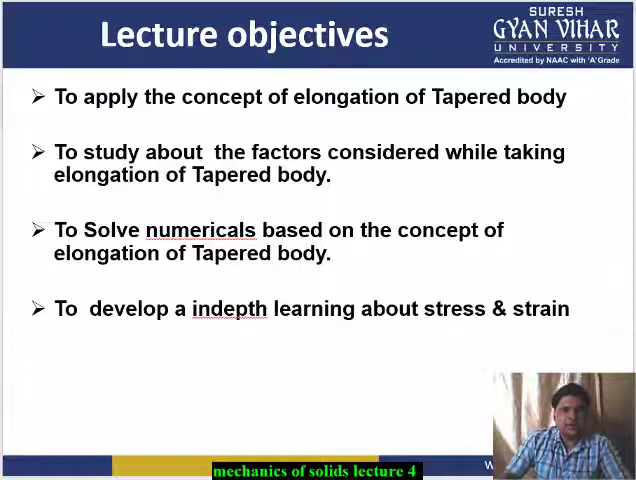 Lecture objectives
SURESH
GYAN VIHAR
UNIVERSITY
Accredited by NAAC with 'A' Grade
➢ To apply the concept of elongation of Tapered body
➢ To study about the factors considered while taking
elongation of Tapered body.
➢ To Solve numericals based on the concept of
elongation of Tapered body.
➢ To develop a indepth learning about stress & strain
mechanics of solids lecture 4